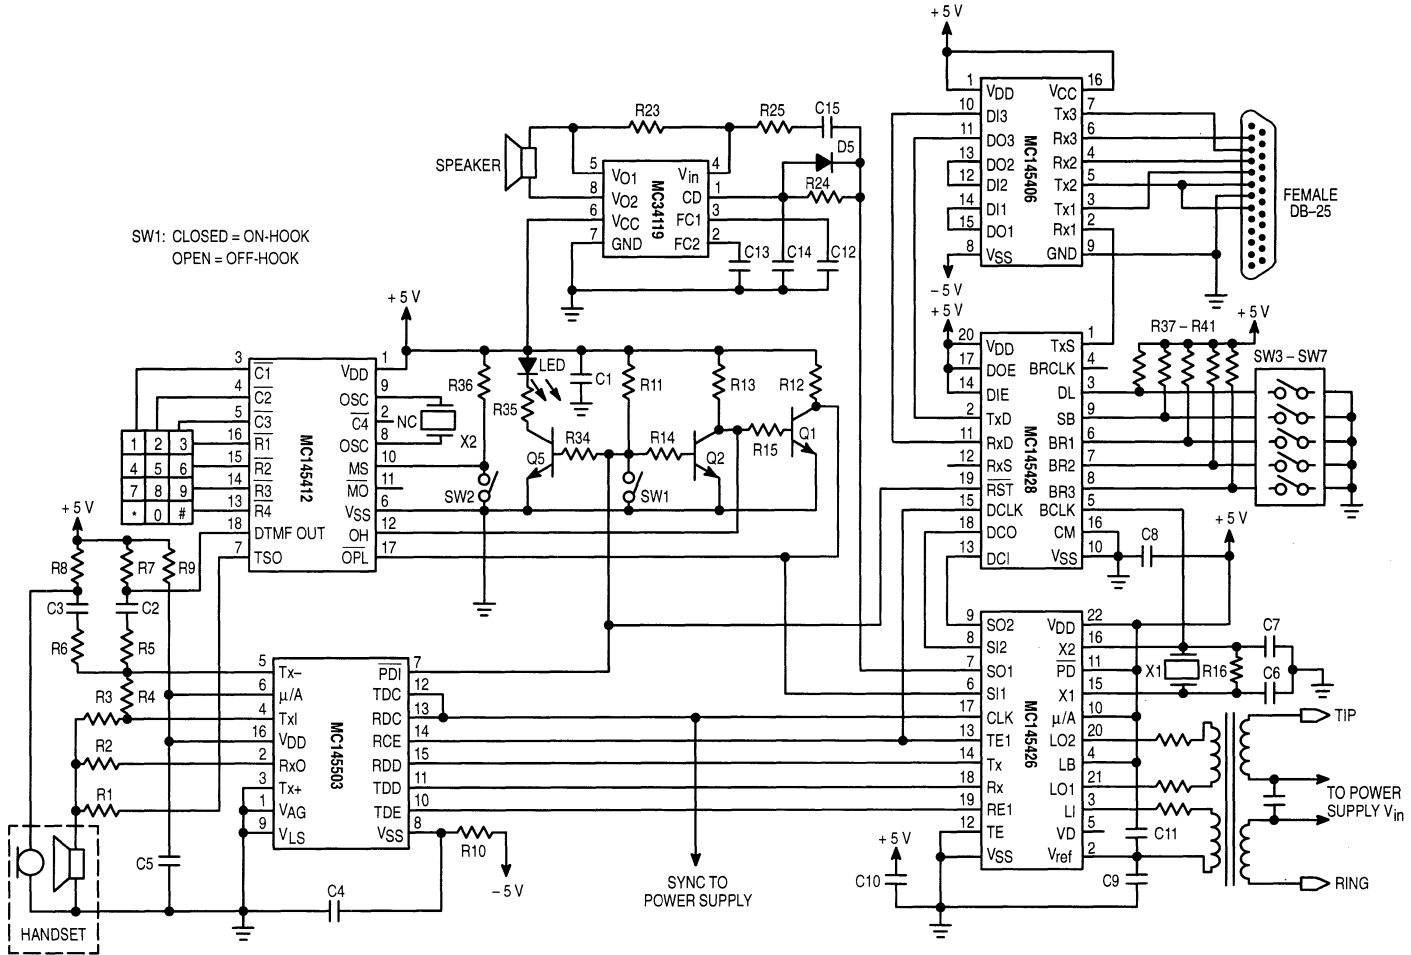 + 5 V
1 VDD VCC 16
10 DI3 Tx3 7
11 DO3 Rx3 6
13 DO2 Rx2 4
12 DI2 Tx2 5
14 DI1 Tx1 3
15 DO1 Rx1 2
8 VSS GND 9
MC145406
– 5 V
FEMALE
DB–25
R23
R25
C15
D5
R24
SPEAKER
5 VO1 Vin 4
8 VO2 CD 1
6 VCC FC1 3
7 GND FC2 2
MC34119
C13
C14
C12
SW1: CLOSED = ON-HOOK
OPEN = OFF-HOOK
+ 5 V
3 C1 VDD 1
4 C2 OSC 9
5 C3 C4 2 NC
16 R1 OSC 8
15 R2 MS 10
14 R3 MO 11
13 R4 VSS 6
18 DTMF OUT OH 12
7 TSO OPL 17
MC145412
1 2 3
4 5 6
7 8 9
* 0 #
X2
R36
LED
R35
C1
R11
R13
R12
Q5
R34
R14
Q2
R15
Q1
SW2
SW1
+ 5 V
20 VDD TxS 1
17 DOE BRCLK 4
14 DIE DL 3
2 TxD SB 9
11 RxD BR1 6
12 RxS BR2 7
19 RST BR3 8
15 DCLK BCLK 5
18 DCO CM 16
13 DCI VSS 10
MC145428
R37 – R41
+ 5 V
SW3 – SW7
C8
+ 5 V
+ 5 V
R8
R7
R9
C3
C2
R6
R5
R3
R4
R2
R1
5 Tx– PDI 7
6 μ/A TDC 12
4 TxI RDC 13
16 VDD RCE 14
2 RxO RDD 15
3 Tx+ TDD 11
1 VAG TDE 10
9 VLS VSS 8
MC145503
R10
– 5 V
C5
C4
HANDSET
SYNC TO
POWER SUPPLY
9 SO2 VDD 22
8 SI2 X2 16
7 SO1 PD 11
6 SI1 X1 15
17 CLK μ/A 10
13 TE1 LO2 20
14 Tx LB 4
18 Rx LO1 21
19 RE1 LI 3
12 TE VD 5
VSS Vref 2
MC145426
X1
R16
C7
C6
C11
C9
+ 5 V
C10
TIP
TO POWER
SUPPLY Vin
RING